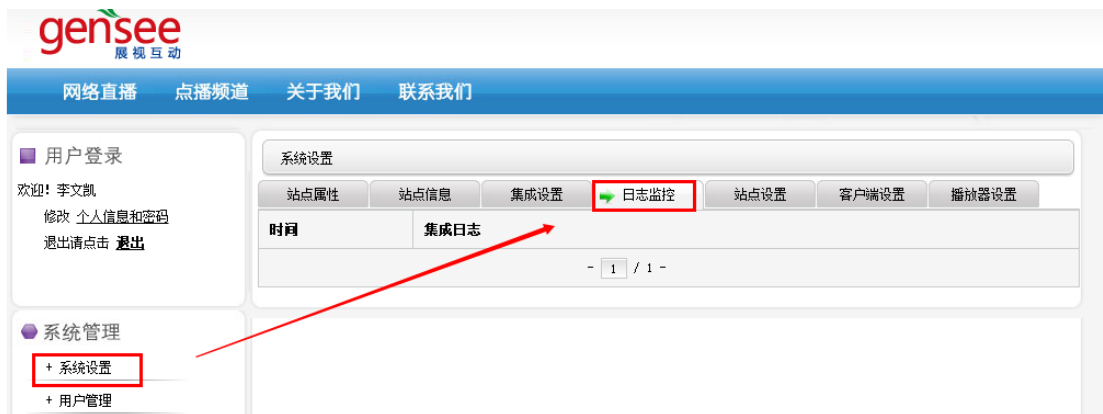 gensee
展视互动
网络直播 点播频道 关于我们 联系我们
用户登录
欢迎! 李文凯
修改 个人信息和密码
退出请点击 退出
系统设置
站点属性 站点信息 集成设置 日志监控 站点设置 客户端设置 播放器设置
时间 集成日志
- 1 / 1 -
系统管理
+ 系统设置
+ 用户管理